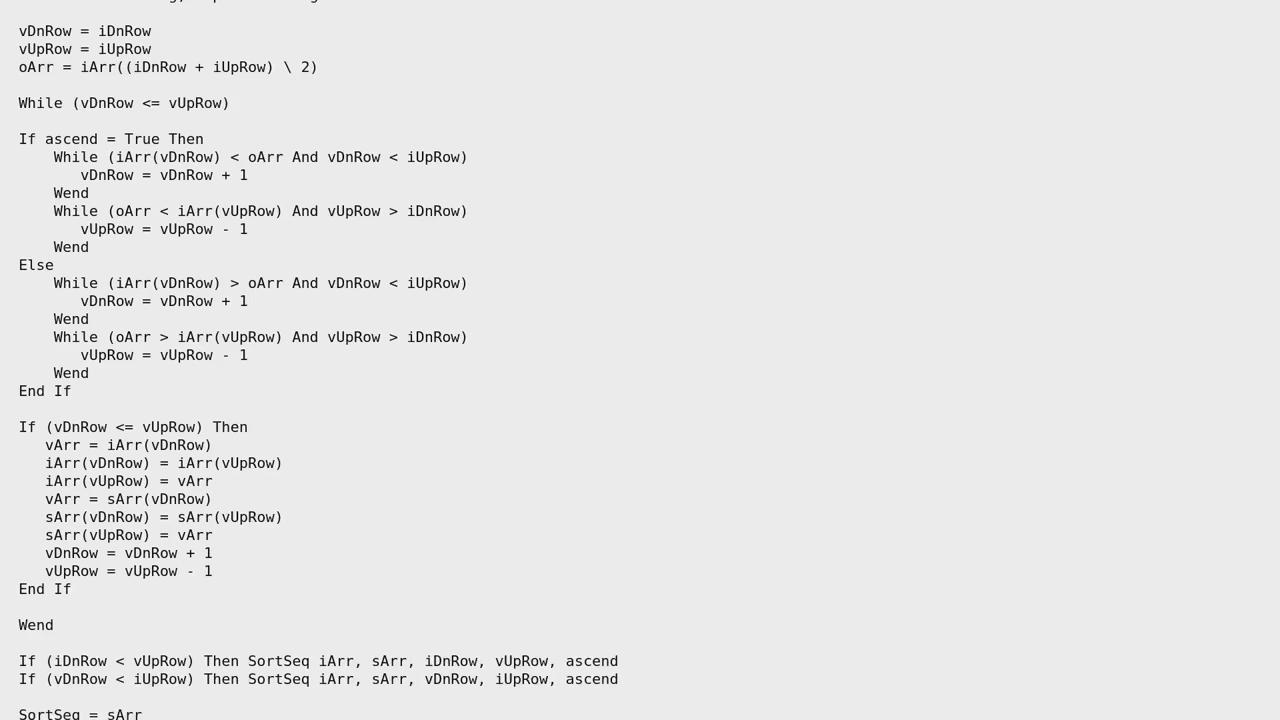 vDnRow = iDnRow
vUpRow = iUpRow
oArr = iArr((iDnRow + iUpRow) \ 2)
While (vDnRow <= vUpRow)
If ascend = True Then
    While (iArr(vDnRow) < oArr And vDnRow < iUpRow)
       vDnRow = vDnRow + 1
    Wend
    While (oArr < iArr(vUpRow) And vUpRow > iDnRow)
       vUpRow = vUpRow - 1
    Wend
Else
    While (iArr(vDnRow) > oArr And vDnRow < iUpRow)
       vDnRow = vDnRow + 1
    Wend
    While (oArr > iArr(vUpRow) And vUpRow > iDnRow)
       vUpRow = vUpRow - 1
    Wend
End If
If (vDnRow <= vUpRow) Then
   vArr = iArr(vDnRow)
   iArr(vDnRow) = iArr(vUpRow)
   iArr(vUpRow) = vArr
   vArr = sArr(vDnRow)
   sArr(vDnRow) = sArr(vUpRow)
   sArr(vUpRow) = vArr
   vDnRow = vDnRow + 1
   vUpRow = vUpRow - 1
End If
Wend
If (iDnRow < vUpRow) Then SortSeq iArr, sArr, iDnRow, vUpRow, ascend
If (vDnRow < iUpRow) Then SortSeq iArr, sArr, vDnRow, iUpRow, ascend
SortSeq = sArr